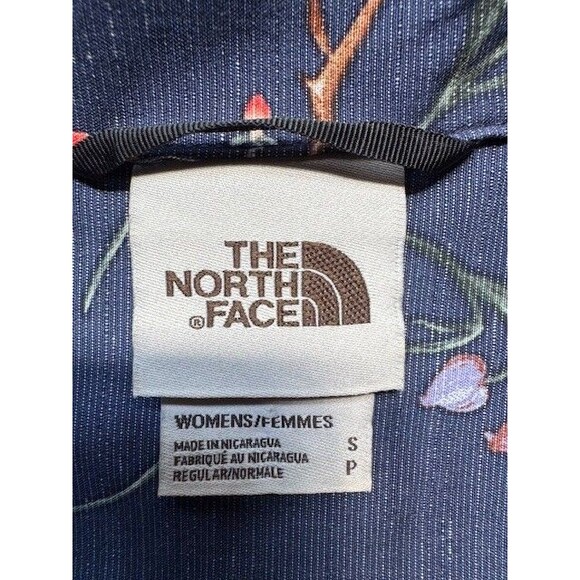 THE
NORTH
® FACE
WOMENS/FEMMES
MADE IN NICARAGUA S
FABRIQUÉ AU NICARAGUA P
REGULAR/NORMALE